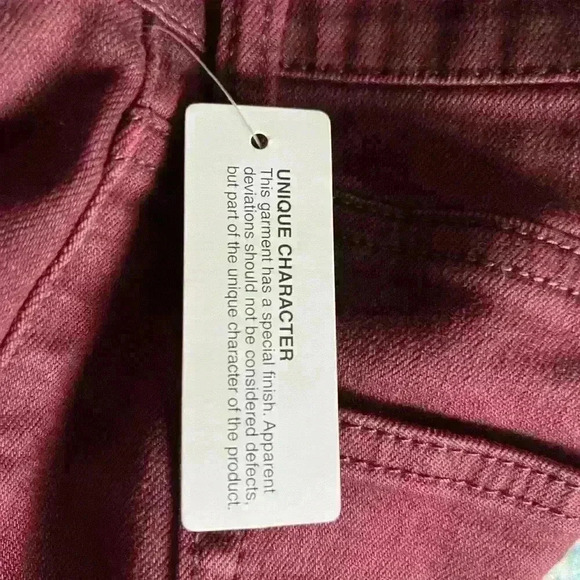 UNIQUE CHARACTER
This garment has a special finish. Apparent
deviations should not be considered defects,
but part of the unique character of the product.